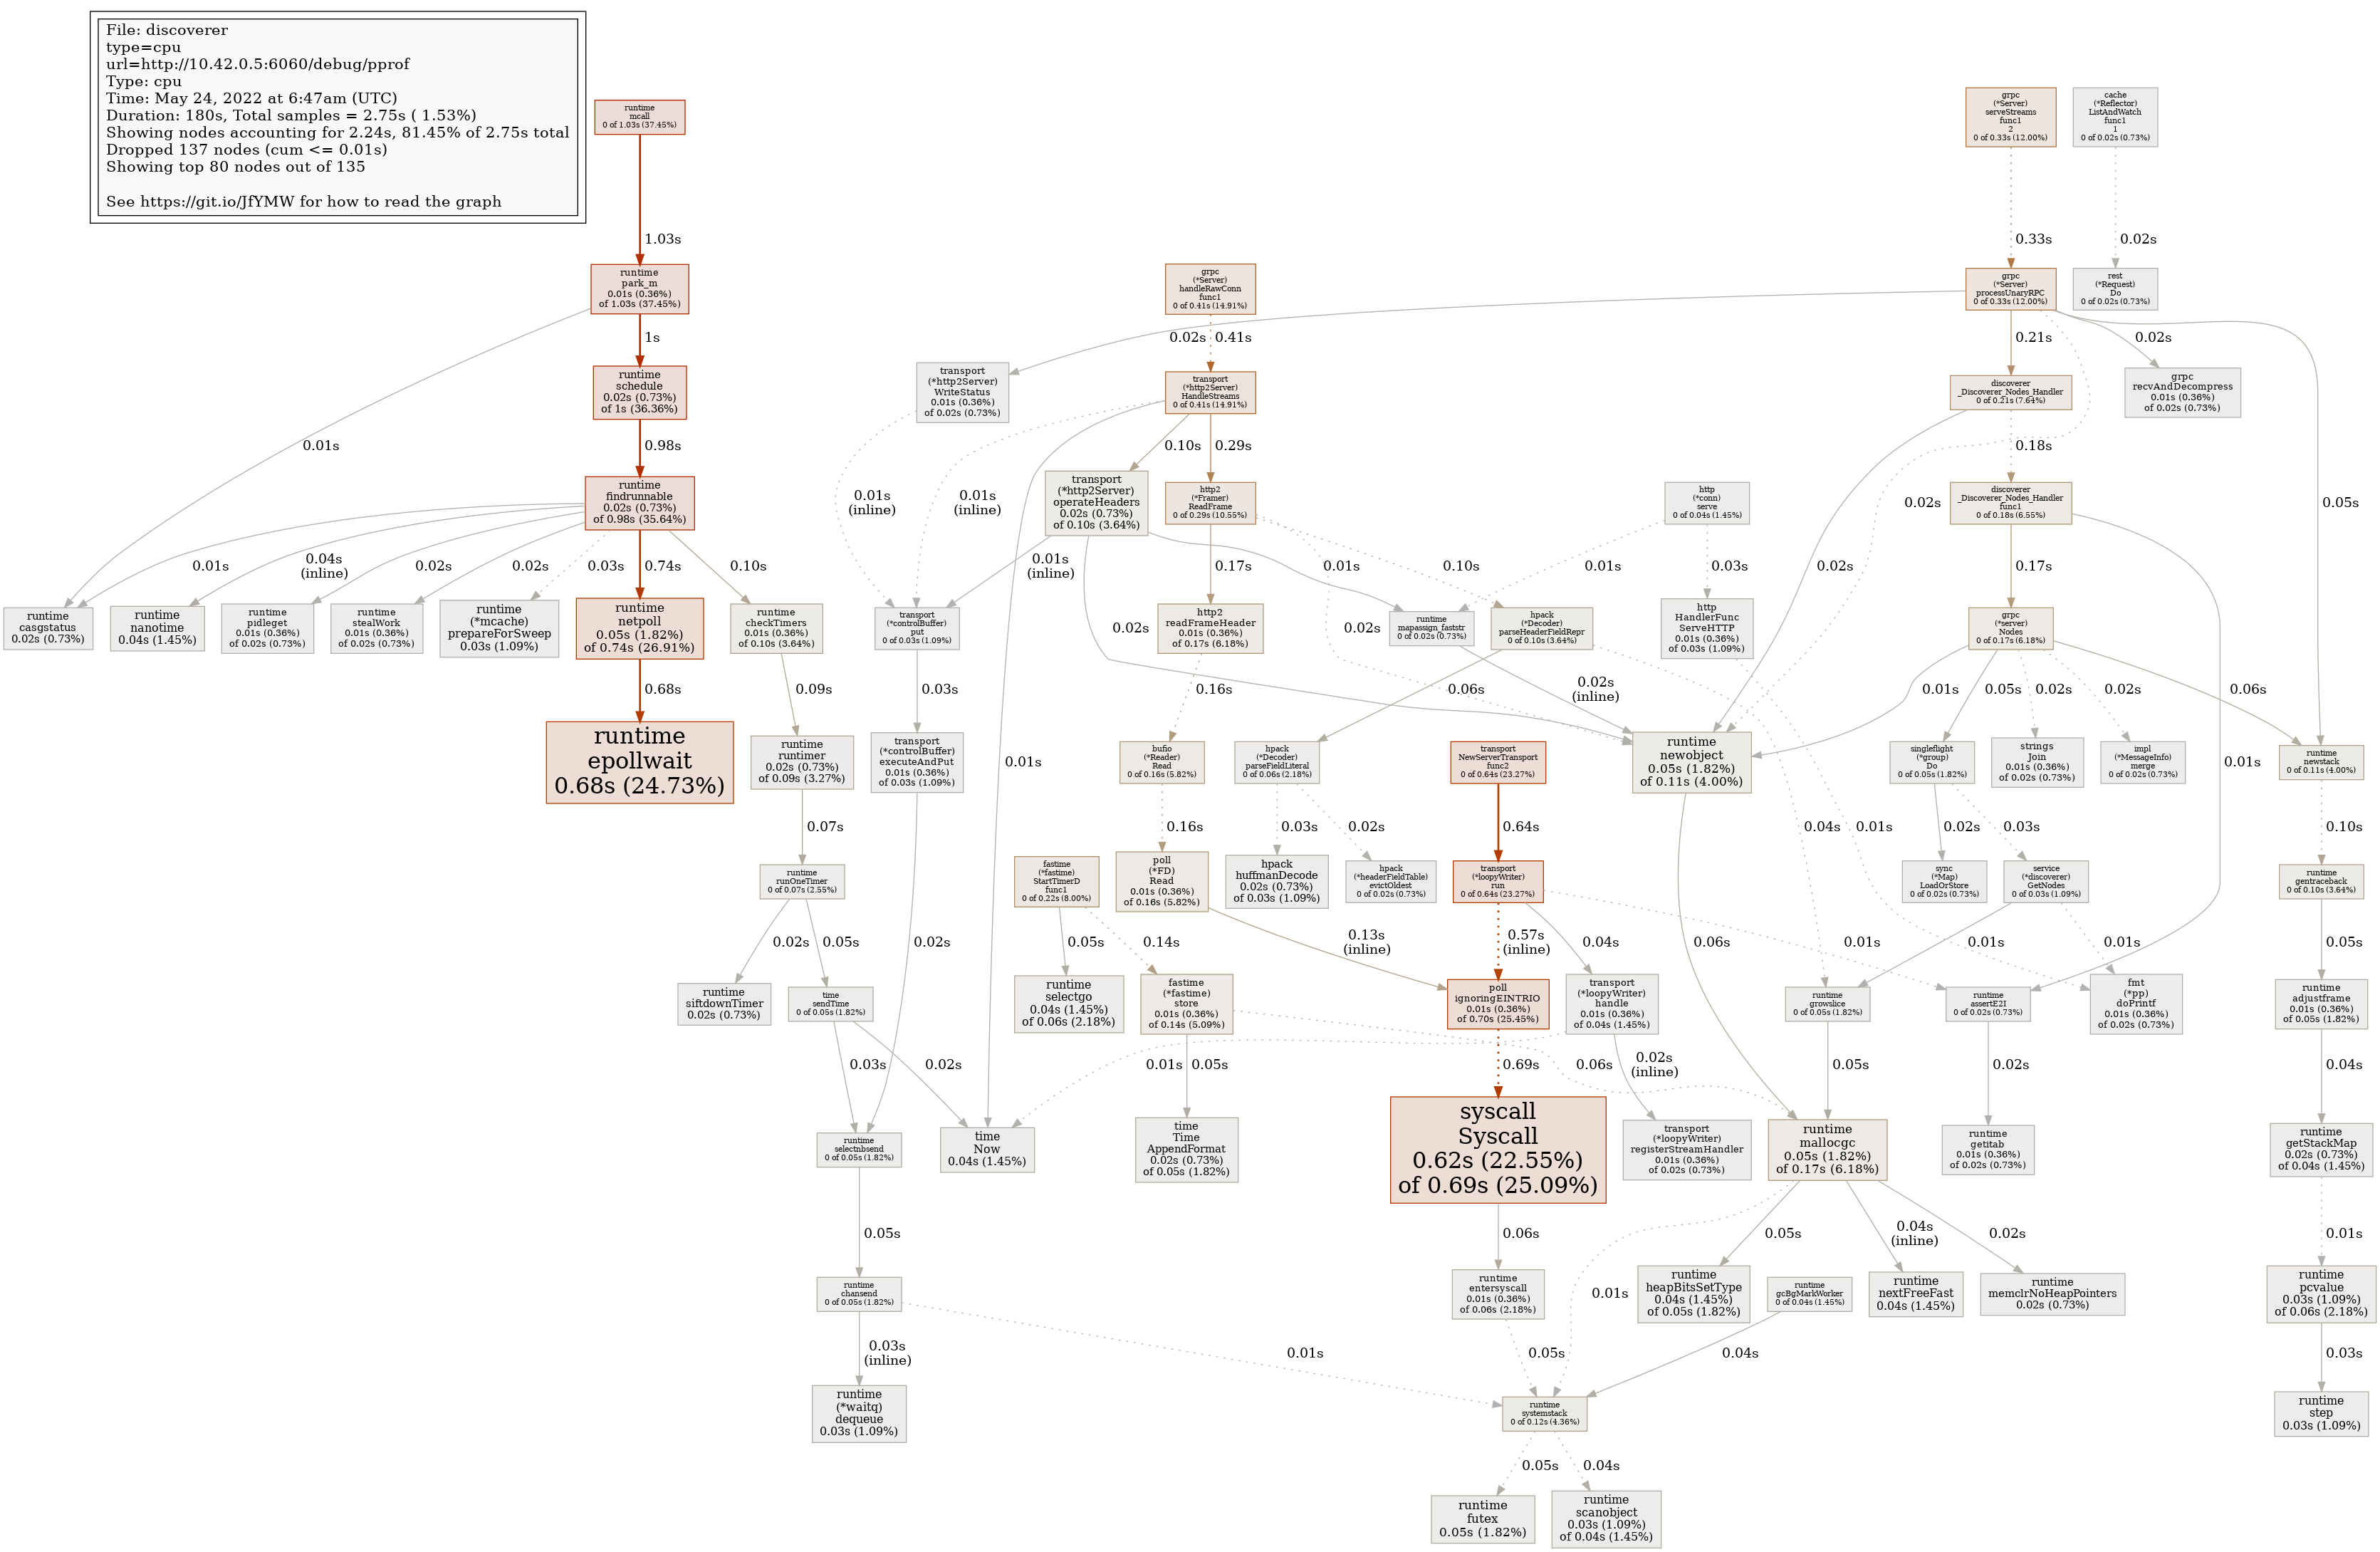 File: discoverer
type=cpu
url=http://10.42.0.5:6060/debug/pprof
Type: cpu
Time: May 24, 2022 at 6:47am (UTC)
Duration: 180s, Total samples = 2.75s ( 1.53%)
Showing nodes accounting for 2.24s, 81.45% of 2.75s total
Dropped 137 nodes (cum <= 0.01s)
Showing top 80 nodes out of 135
See https://git.io/JfYMW for how to read the graph
runtime
mcall
0 of 1.03s (37.45%)
grpc
(*Server)
serveStreams
func1
2
0 of 0.33s (12.00%)
cache
(*Reflector)
ListAndWatch
func1
1
0 of 0.02s (0.73%)
1.03s
0.33s
0.02s
runtime
park_m
0.01s (0.36%)
of 1.03s (37.45%)
grpc
(*Server)
handleRawConn
func1
0 of 0.41s (14.91%)
grpc
(*Server)
processUnaryRPC
0 of 0.33s (12.00%)
rest
(*Request)
Do
0 of 0.02s (0.73%)
1s
0.02s
0.41s
0.21s
0.02s
runtime
schedule
0.02s (0.73%)
of 1s (36.36%)
transport
(*http2Server)
WriteStatus
0.01s (0.36%)
of 0.02s (0.73%)
transport
(*http2Server)
HandleStreams
0 of 0.41s (14.91%)
discoverer
_Discoverer_Nodes_Handler
0 of 0.21s (7.64%)
grpc
recvAndDecompress
0.01s (0.36%)
of 0.02s (0.73%)
0.01s
0.98s
0.10s
0.29s
0.18s
runtime
findrunnable
0.02s (0.73%)
of 0.98s (35.64%)
0.01s
(inline)
0.01s
(inline)
transport
(*http2Server)
operateHeaders
0.02s (0.73%)
of 0.10s (3.64%)
http2
(*Framer)
ReadFrame
0 of 0.29s (10.55%)
http
(*conn)
serve
0 of 0.04s (1.45%)
0.02s
discoverer
_Discoverer_Nodes_Handler
func1
0 of 0.18s (6.55%)
0.05s
0.01s
0.04s
(inline)
0.02s
0.02s
0.03s
0.74s
0.10s
0.01s
(inline)
0.17s
0.01s
0.10s
0.01s
0.03s
0.02s
0.17s
runtime
casgstatus
0.02s (0.73%)
runtime
nanotime
0.04s (1.45%)
runtime
pidleget
0.01s (0.36%)
of 0.02s (0.73%)
runtime
stealWork
0.01s (0.36%)
of 0.02s (0.73%)
runtime
(*mcache)
prepareForSweep
0.03s (1.09%)
runtime
netpoll
0.05s (1.82%)
of 0.74s (26.91%)
runtime
checkTimers
0.01s (0.36%)
of 0.10s (3.64%)
transport
(*controlBuffer)
put
0 of 0.03s (1.09%)
0.02s
http2
readFrameHeader
0.01s (0.36%)
of 0.17s (6.18%)
0.02s
runtime
mapassign_faststr
0 of 0.02s (0.73%)
hpack
(*Decoder)
parseHeaderFieldRepr
0 of 0.10s (3.64%)
http
HandlerFunc
ServeHTTP
0.01s (0.36%)
of 0.03s (1.09%)
grpc
(*server)
Nodes
0 of 0.17s (6.18%)
0.68s
0.09s
0.03s
0.16s
0.06s
0.02s
(inline)
0.01s
0.05s
0.02s
0.02s
0.06s
runtime
epollwait
0.68s (24.73%)
runtime
runtimer
0.02s (0.73%)
of 0.09s (3.27%)
transport
(*controlBuffer)
executeAndPut
0.01s (0.36%)
of 0.03s (1.09%)
0.01s
bufio
(*Reader)
Read
0 of 0.16s (5.82%)
hpack
(*Decoder)
parseFieldLiteral
0 of 0.06s (2.18%)
transport
NewServerTransport
func2
0 of 0.64s (23.27%)
runtime
newobject
0.05s (1.82%)
of 0.11s (4.00%)
singleflight
(*group)
Do
0 of 0.05s (1.82%)
strings
Join
0.01s (0.36%)
of 0.02s (0.73%)
impl
(*MessageInfo)
merge
0 of 0.02s (0.73%)
0.01s
runtime
newstack
0 of 0.11s (4.00%)
0.07s
0.16s
0.03s
0.02s
0.64s
0.04s
0.01s
0.02s
0.03s
0.10s
runtime
runOneTimer
0 of 0.07s (2.55%)
fastime
(*fastime)
StartTimerD
func1
0 of 0.22s (8.00%)
poll
(*FD)
Read
0.01s (0.36%)
of 0.16s (5.82%)
hpack
huffmanDecode
0.02s (0.73%)
of 0.03s (1.09%)
hpack
(*headerFieldTable)
evictOldest
0 of 0.02s (0.73%)
transport
(*loopyWriter)
run
0 of 0.64s (23.27%)
sync
(*Map)
LoadOrStore
0 of 0.02s (0.73%)
service
(*discoverer)
GetNodes
0 of 0.03s (1.09%)
runtime
gentraceback
0 of 0.10s (3.64%)
0.02s
0.05s
0.02s
0.05s
0.14s
0.13s
(inline)
0.57s
(inline)
0.04s
0.06s
0.01s
0.01s
0.01s
0.05s
runtime
siftdownTimer
0.02s (0.73%)
time
sendTime
0 of 0.05s (1.82%)
runtime
selectgo
0.04s (1.45%)
of 0.06s (2.18%)
fastime
(*fastime)
store
0.01s (0.36%)
of 0.14s (5.09%)
poll
ignoringEINTRIO
0.01s (0.36%)
of 0.70s (25.45%)
transport
(*loopyWriter)
handle
0.01s (0.36%)
of 0.04s (1.45%)
runtime
growslice
0 of 0.05s (1.82%)
runtime
assertE2I
0 of 0.02s (0.73%)
fmt
(*pp)
doPrintf
0.01s (0.36%)
of 0.02s (0.73%)
runtime
adjustframe
0.01s (0.36%)
of 0.05s (1.82%)
0.03s
0.02s
0.01s
0.05s
0.69s
0.06s
0.02s
(inline)
0.05s
0.02s
0.04s
runtime
selectnbsend
0 of 0.05s (1.82%)
time
Now
0.04s (1.45%)
time
Time
AppendFormat
0.02s (0.73%)
of 0.05s (1.82%)
syscall
Syscall
0.62s (22.55%)
of 0.69s (25.09%)
transport
(*loopyWriter)
registerStreamHandler
0.01s (0.36%)
of 0.02s (0.73%)
runtime
mallocgc
0.05s (1.82%)
of 0.17s (6.18%)
runtime
getitab
0.01s (0.36%)
of 0.02s (0.73%)
runtime
getStackMap
0.02s (0.73%)
of 0.04s (1.45%)
0.05s
0.06s
0.05s
0.04s
(inline)
0.02s
0.01s
runtime
chansend
0 of 0.05s (1.82%)
runtime
entersyscall
0.01s (0.36%)
of 0.06s (2.18%)
0.01s
runtime
heapBitsSetType
0.04s (1.45%)
of 0.05s (1.82%)
runtime
gcBgMarkWorker
0 of 0.04s (1.45%)
runtime
nextFreeFast
0.04s (1.45%)
runtime
memclrNoHeapPointers
0.02s (0.73%)
runtime
pcvalue
0.03s (1.09%)
of 0.06s (2.18%)
0.03s
(inline)
0.01s
0.05s
0.04s
0.03s
runtime
(*waitq)
dequeue
0.03s (1.09%)
runtime
systemstack
0 of 0.12s (4.36%)
runtime
step
0.03s (1.09%)
0.05s
0.04s
runtime
futex
0.05s (1.82%)
runtime
scanobject
0.03s (1.09%)
of 0.04s (1.45%)